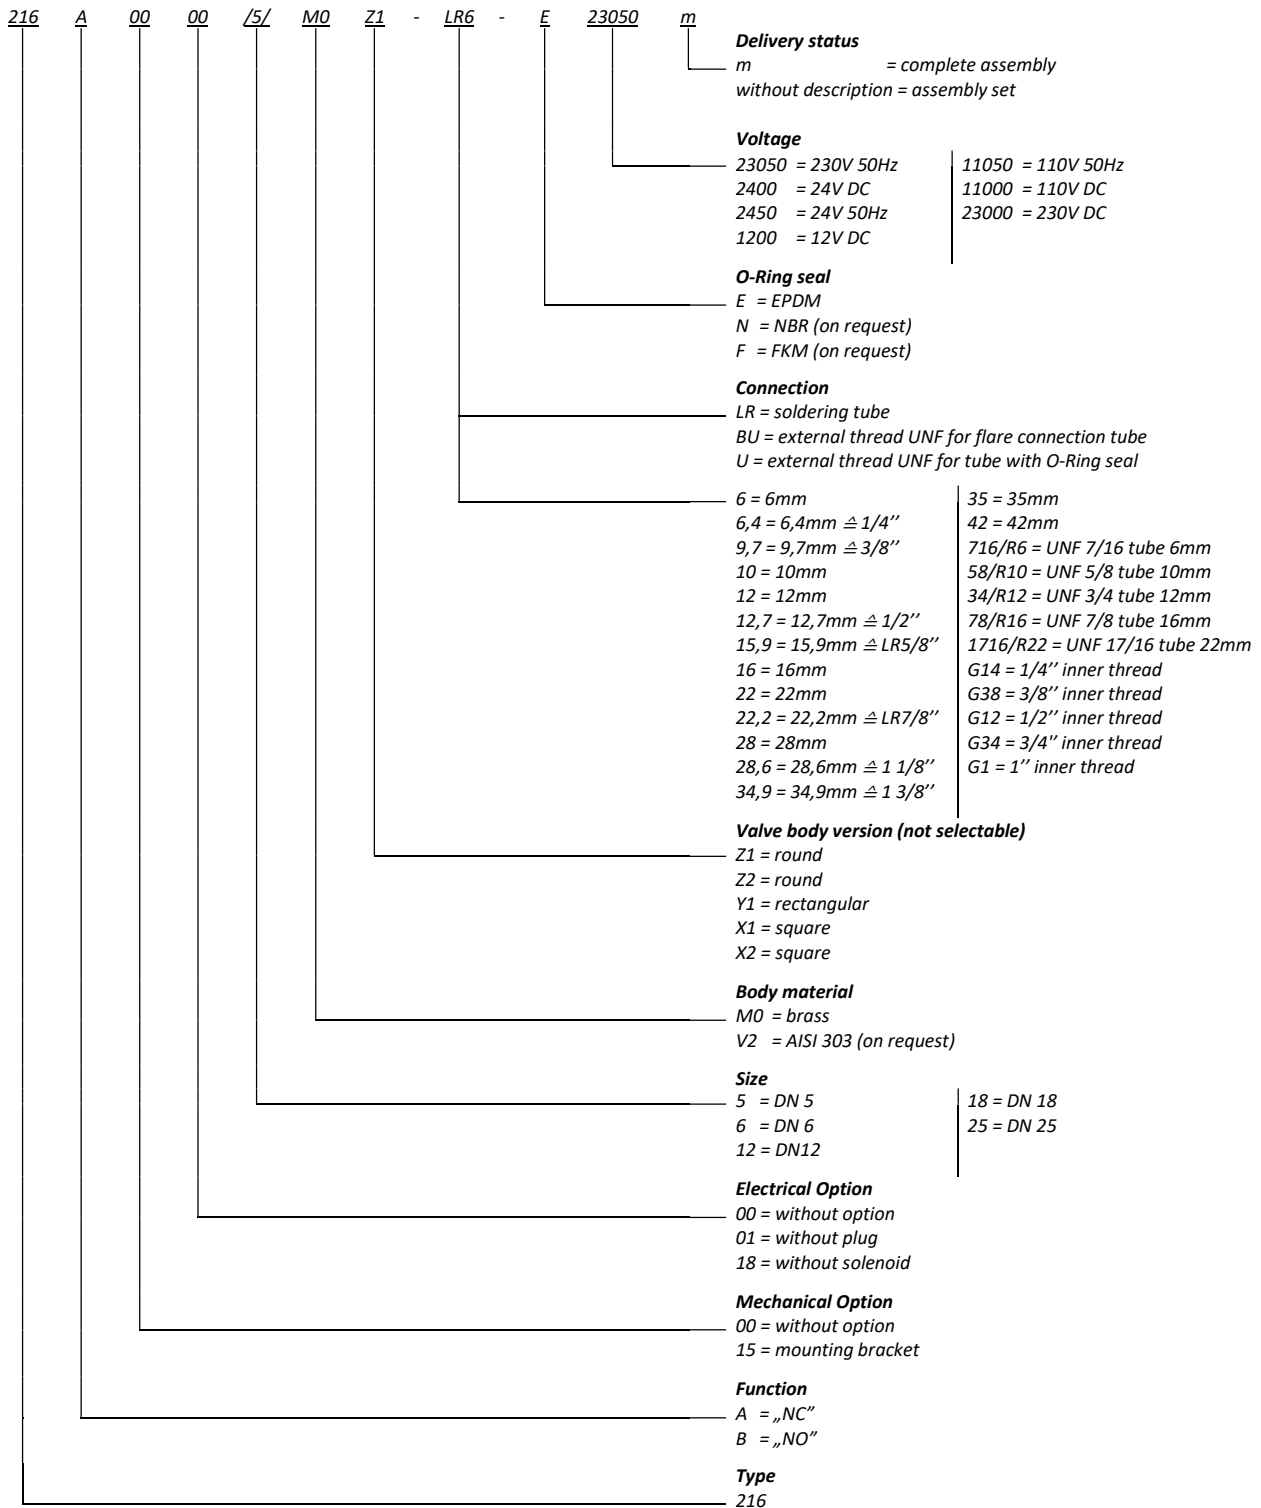 216 A 00 00 /5/ M0 Z1 - LR6 - E 23050 m
Delivery status
m = complete assembly
without description = assembly set
Voltage
23050 = 230V 50Hz 11050 = 110V 50Hz
2400 = 24V DC 11000 = 110V DC
2450 = 24V 50Hz 23000 = 230V DC
1200 = 12V DC
O-Ring seal
E = EPDM
N = NBR (on request)
F = FKM (on request)
Connection
LR = soldering tube
BU = external thread UNF for flare connection tube
U = external thread UNF for tube with O-Ring seal
6 = 6mm 35 = 35mm
6,4 = 6,4mm ≙ 1/4’’ 42 = 42mm
9,7 = 9,7mm ≙ 3/8’’ 716/R6 = UNF 7/16 tube 6mm
10 = 10mm 58/R10 = UNF 5/8 tube 10mm
12 = 12mm 34/R12 = UNF 3/4 tube 12mm
12,7 = 12,7mm ≙ 1/2’’ 78/R16 = UNF 7/8 tube 16mm
15,9 = 15,9mm ≙ LR5/8’’ 1716/R22 = UNF 17/16 tube 22mm
16 = 16mm G14 = 1/4’’ inner thread
22 = 22mm G38 = 3/8’’ inner thread
22,2 = 22,2mm ≙ LR7/8’’ G12 = 1/2’’ inner thread
28 = 28mm G34 = 3/4'' inner thread
28,6 = 28,6mm ≙ 1 1/8’’ G1 = 1’’ inner thread
34,9 = 34,9mm ≙ 1 3/8’’
Valve body version (not selectable)
Z1 = round
Z2 = round
Y1 = rectangular
X1 = square
X2 = square
Body material
M0 = brass
V2 = AISI 303 (on request)
Size
5 = DN 5 18 = DN 18
6 = DN 6 25 = DN 25
12 = DN12
Electrical Option
00 = without option
01 = without plug
18 = without solenoid
Mechanical Option
00 = without option
15 = mounting bracket
Function
A = „NC”
B = „NO”
Type
216